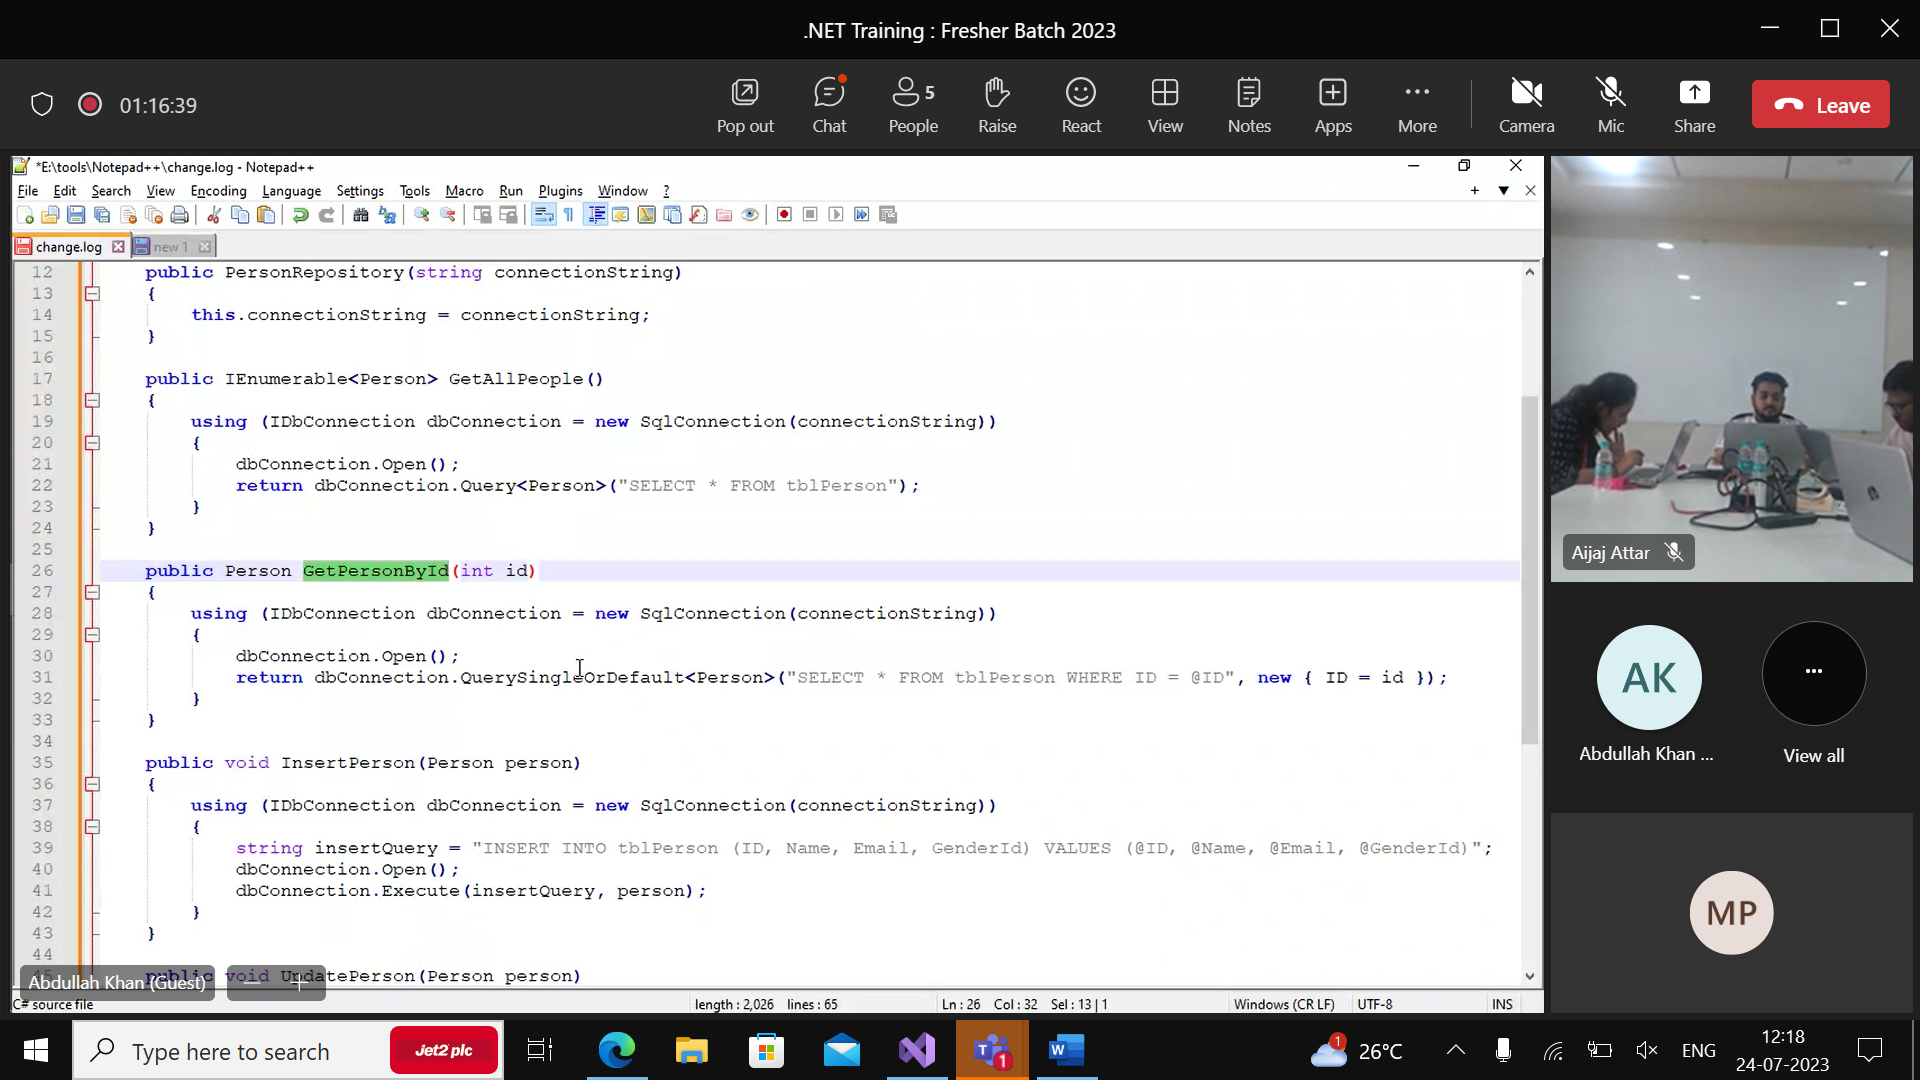 .NET Training : Fresher Batch 2023
01:16:39
Pop out
Chat
5
People
Raise
React
View
Notes
Apps
More
Camera
Mic
Share
Leave
*E:\tools\Notepad++\change.log - Notepad++
File Edit Search View Encoding Language Settings Tools Macro Run Plugins Window ?
change.log
new 1
12 public PersonRepository(string connectionString)
13 {
14 this.connectionString = connectionString;
15 }
16
17 public IEnumerable<Person> GetAllPeople()
18 {
19 using (IDbConnection dbConnection = new SqlConnection(connectionString))
20 {
21 dbConnection.Open();
22 return dbConnection.Query<Person>("SELECT * FROM tblPerson");
23 }
24 }
25
26 public Person GetPersonById(int id)
27 {
28 using (IDbConnection dbConnection = new SqlConnection(connectionString))
29 {
30 dbConnection.Open();
31 return dbConnection.QuerySingleOrDefault<Person>("SELECT * FROM tblPerson WHERE ID = @ID", new { ID = id });
32 }
33 }
34
35 public void InsertPerson(Person person)
36 {
37 using (IDbConnection dbConnection = new SqlConnection(connectionString))
38 {
39 string insertQuery = "INSERT INTO tblPerson (ID, Name, Email, GenderId) VALUES (@ID, @Name, @Email, @GenderId)";
40 dbConnection.Open();
41 dbConnection.Execute(insertQuery, person);
42 }
43 }
44
45 public void UpdatePerson(Person person)
Abdullah Khan (Guest)
C# source file
length : 2,026 lines : 65
Ln : 26 Col : 32 Sel : 13 | 1
Windows (CR LF)
UTF-8
INS
Aijaj Attar
AK
Abdullah Khan ...
View all
MP
Type here to search
Jet2 plc
1
1
26°C
ENG
12:18
24-07-2023